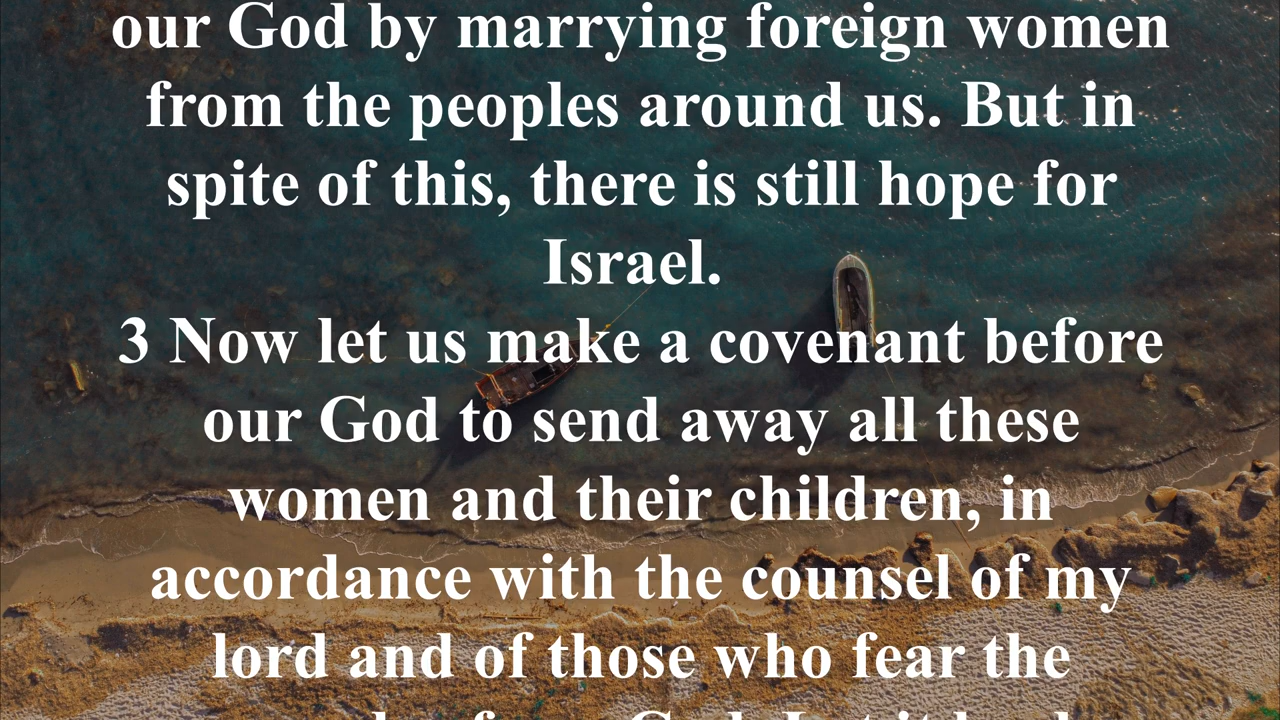 our God by marrying foreign women
from the peoples around us. But in
spite of this, there is still hope for
Israel.
3 Now let us make a covenant before
our God to send away all these
women and their children, in
accordance with the counsel of my
lord and of those who fear the